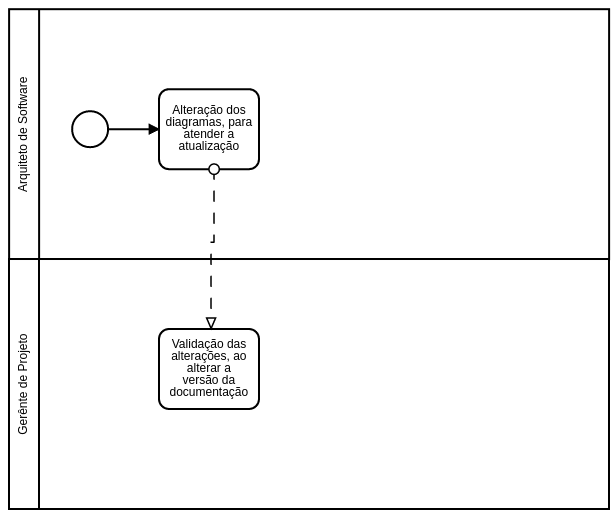 Arquiteto de Software
Alteração dos
diagramas, para
atender a
atualização
Gerênte de Projeto
Validação das
alterações, ao
alterar a
versão da
documentação